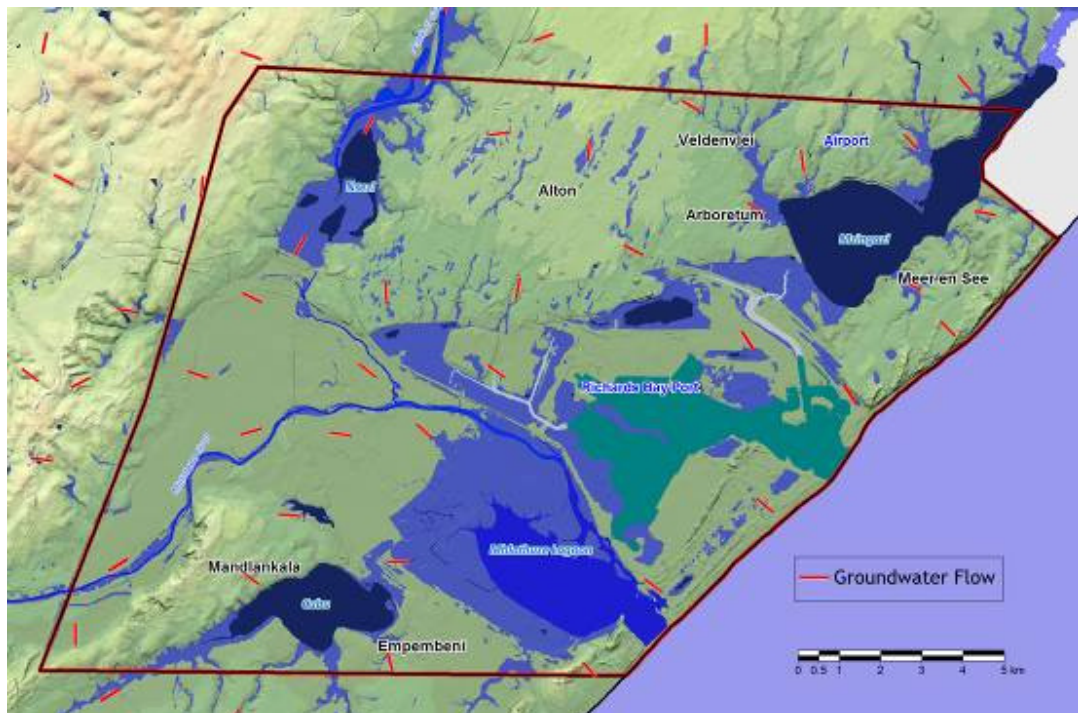 Veldenvlei
Airport
Nsezi
Alton
Arboretum
Mzingazi
Meer en See
Richards Bay Port
Mhlathuze Lagoon
Groundwater Flow
Mandlankala
Cubu
Empembeni
0 0.5 1 2 3 4 5 km